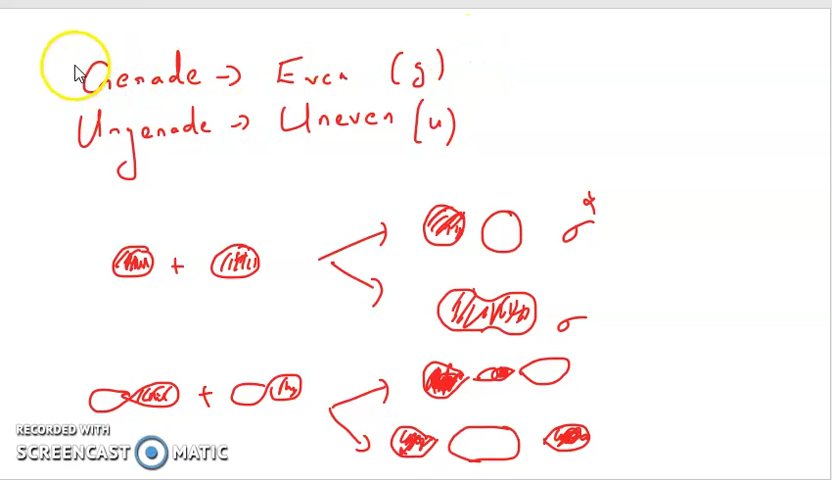 Gerade → Even (g)
Ungerade → Uneven (u)
+
σ*
σ
+
RECORDED WITH
SCREENCAST MATIC